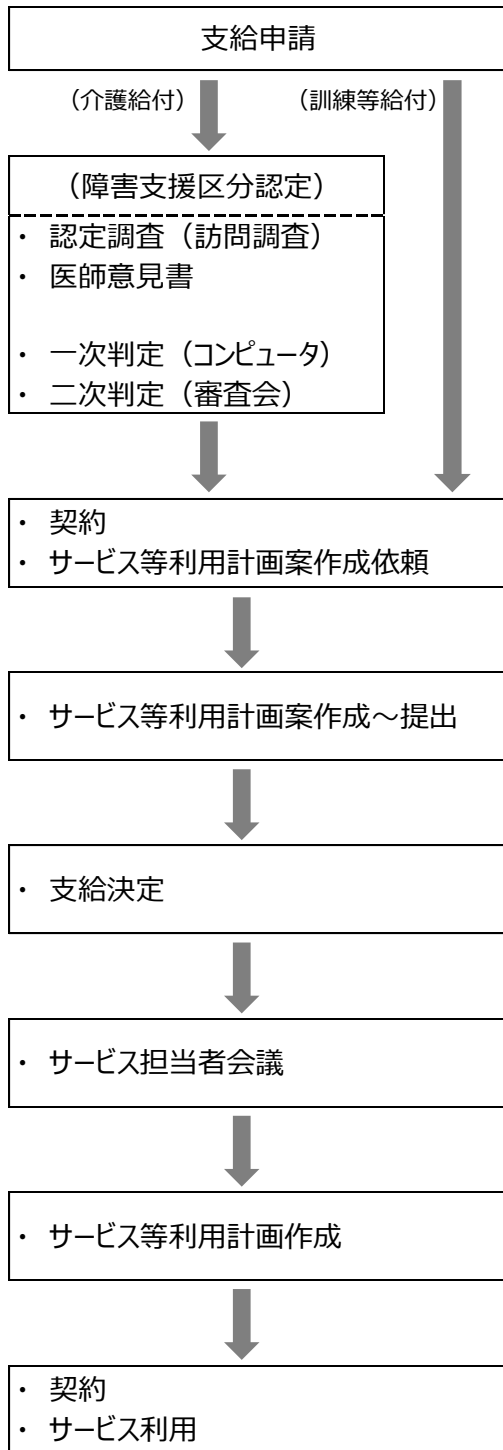 支給申請
（介護給付）
（訓練等給付）
（障害支援区分認定）
・ 認定調査（訪問調査）
・ 医師意見書
・ 一次判定（コンピュータ）
・ 二次判定（審査会）
・ 契約
・ サービス等利用計画案作成依頼
・ サービス等利用計画案作成～提出
・ 支給決定
・ サービス担当者会議
・ サービス等利用計画作成
・ 契約
・ サービス利用